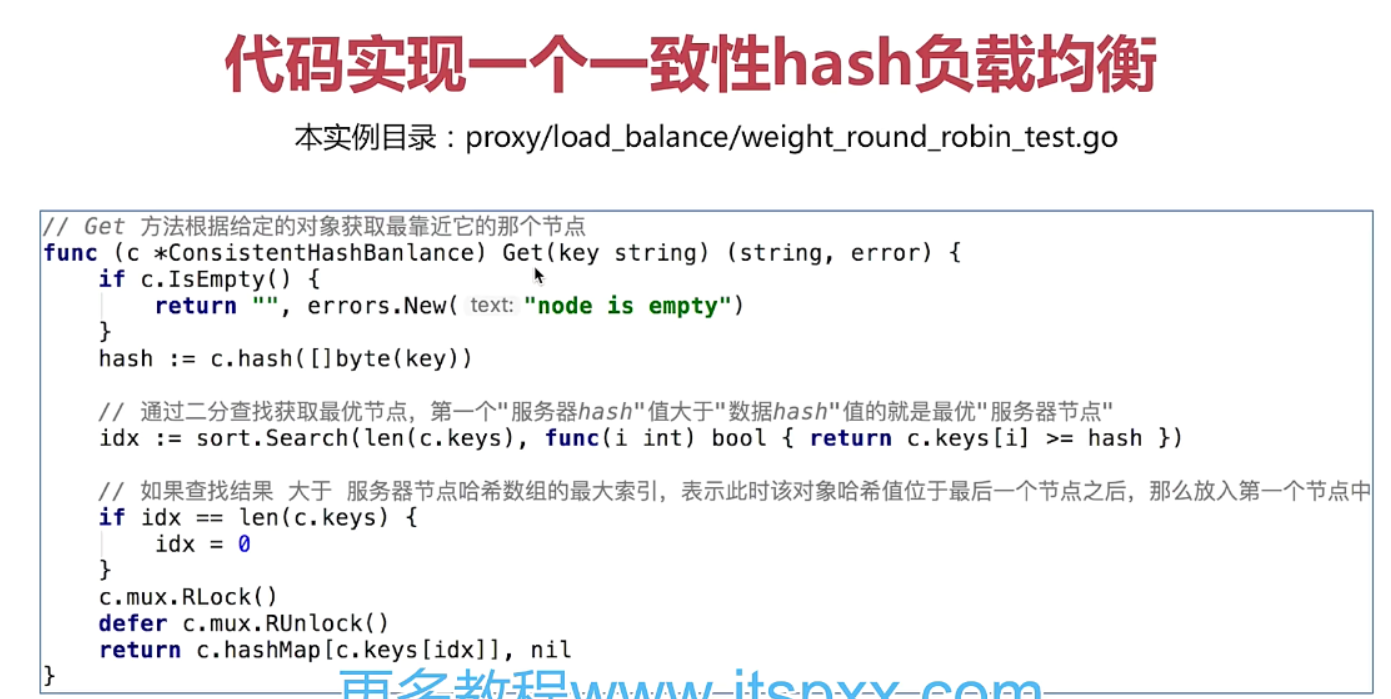 代码实现一个一致性hash负载均衡
本实例目录：proxy/load_balance/weight_round_robin_test.go
// Get 方法根据给定的对象获取最靠近它的那个节点
func (c *ConsistentHashBanlance) Get(key string) (string, error) {
    if c.IsEmpty() {
        return "", errors.New( text: "node is empty")
    }
    hash := c.hash([]byte(key))
    // 通过二分查找获取最优节点，第一个"服务器hash"值大于"数据hash"值的就是最优"服务器节点"
    idx := sort.Search(len(c.keys), func(i int) bool { return c.keys[i] >= hash })
    // 如果查找结果 大于 服务器节点哈希数组的最大索引，表示此时该对象哈希值位于最后一个节点之后，那么放入第一个节点中
    if idx == len(c.keys) {
        idx = 0
    }
    c.mux.RLock()
    defer c.mux.RUnlock()
    return c.hashMap[c.keys[idx]], nil
}
更多教程www.itspxx.com